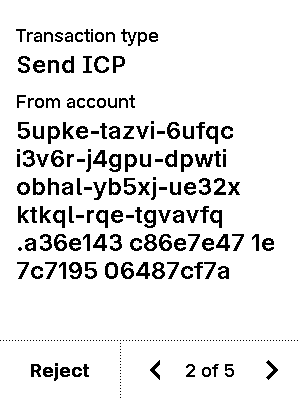 Transaction type
Send ICP
From account
5upke-tazvi-6ufqc
i3v6r-j4gpu-dpwti
obhal-yb5xj-ue32x
ktkql-rqe-tgvavfq
.a36e143 c86e7e47 1e
7c7195 06487cf7a
Reject
2 of 5